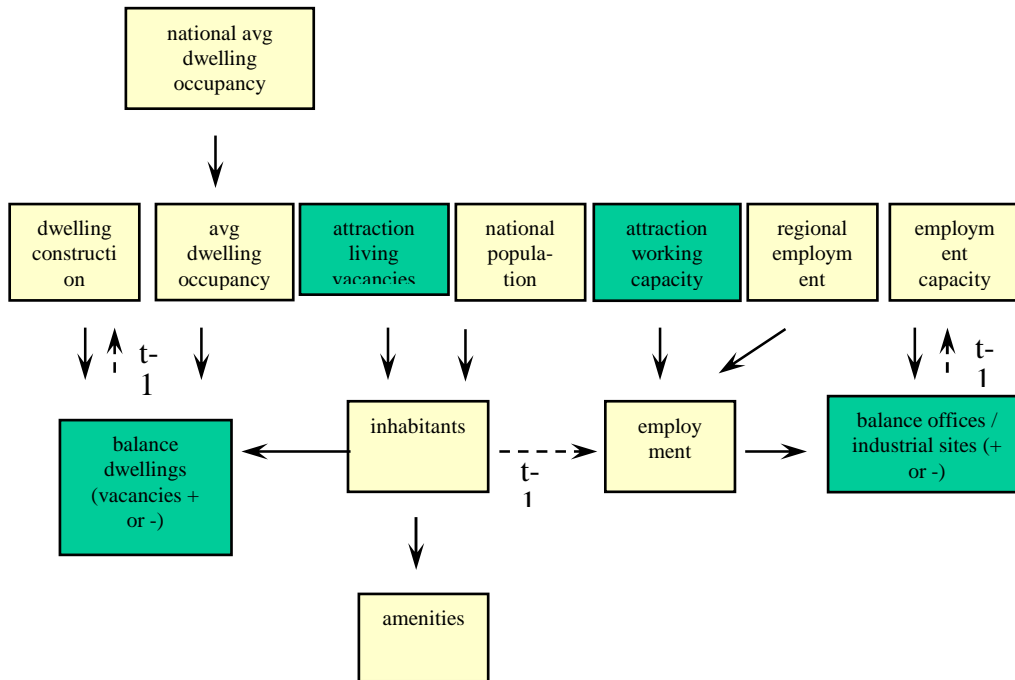 national avg
dwelling
occupancy
dwelling
constructi
on
avg
dwelling
occupancy
attraction
living
vacancies
national
popula-
tion
attraction
working
capacity
regional
employm
ent
employm
ent
capacity
t-
1
t-
1
balance
dwellings
(vacancies +
or -)
inhabitants
t-
1
employ
ment
balance offices /
industrial sites (+
or -)
amenities